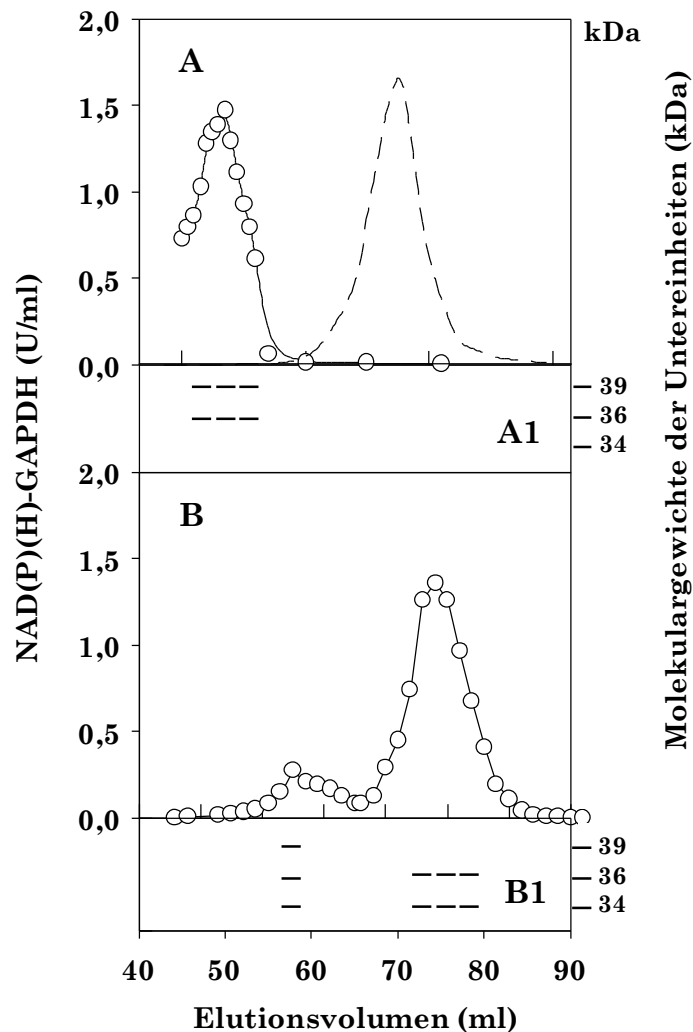 2,0
kDa
A
1,5
1,0
0,5
0,0
39
36
A1
34
2,0
B
1,5
1,0
0,5
0,0
39
36
B1
34
40 50 60 70 80 90
Elutionsvolumen (ml)
NAD(P)(H)-GAPDH (U/ml)
Molekulargewichte der Untereinheiten (kDa)